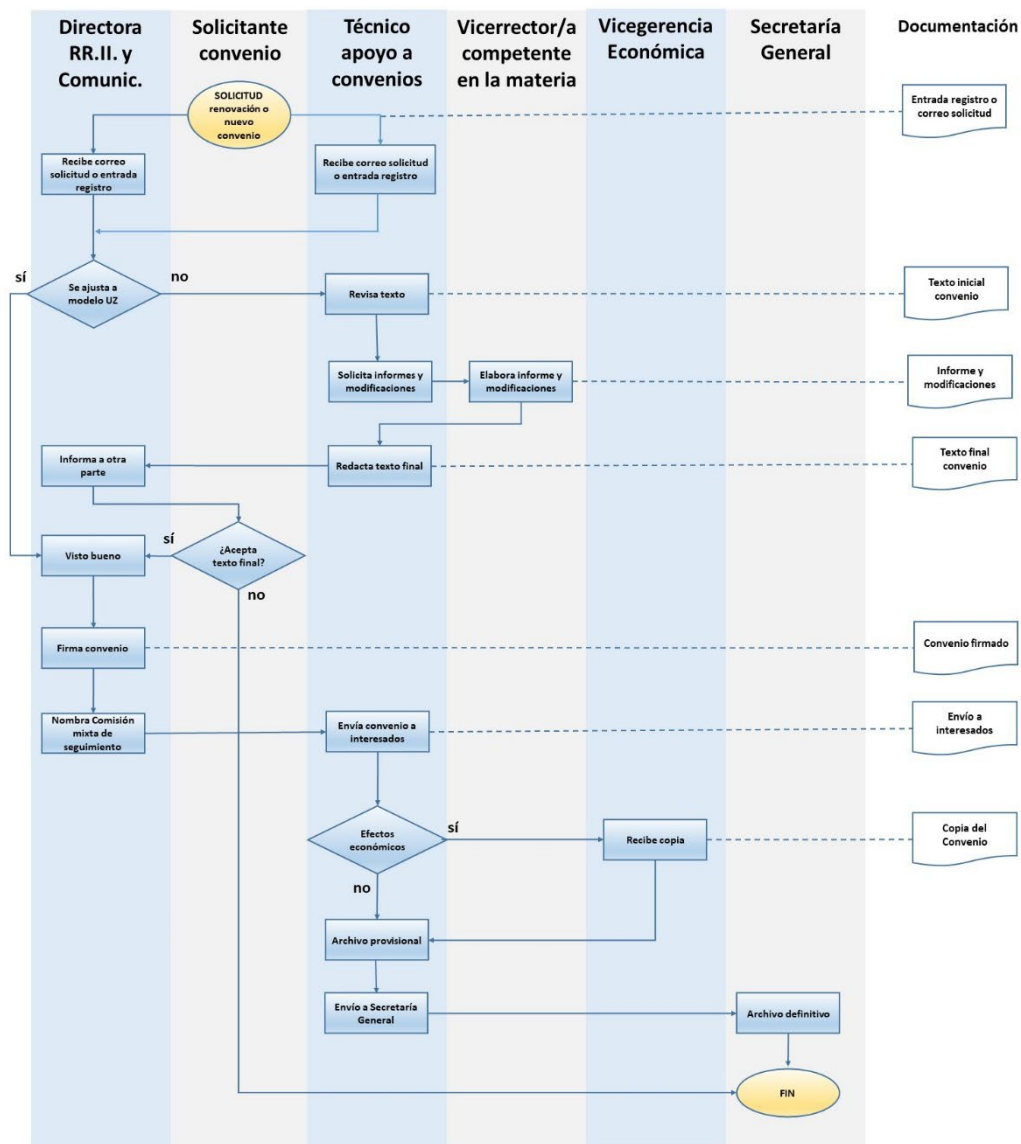 Directora
RR.II. y
Comunic.
Solicitante
convenio
Técnico
apoyo a
convenios
Vicerrector/a
competente
en la materia
Vicegerencia
Económica
Secretaría
General
Documentación
SOLICITUD
renovación o
nuevo
convenio
Entrada registro o
correo solicitud
Recibe correo
solicitud o entrada
registro
Recibe correo solicitud
o entrada registro
sí
Se ajusta a
modelo UZ
no
Revisa texto
Texto inicial
convenio
Solicita informes y
modificaciones
Elabora informe y
modificaciones
Informe y
modificaciones
Informa a otra
parte
Redacta texto final
Texto final
convenio
Visto bueno
sí
¿Acepta
texto final?
no
Firma convenio
Convenio firmado
Nombra Comisión
mixta de
seguimiento
Envía convenio a
interesados
Envío a
interesados
Efectos
económicos
sí
no
Recibe copia
Copia del
Convenio
Archivo provisional
Envío a Secretaría
General
Archivo definitivo
FIN